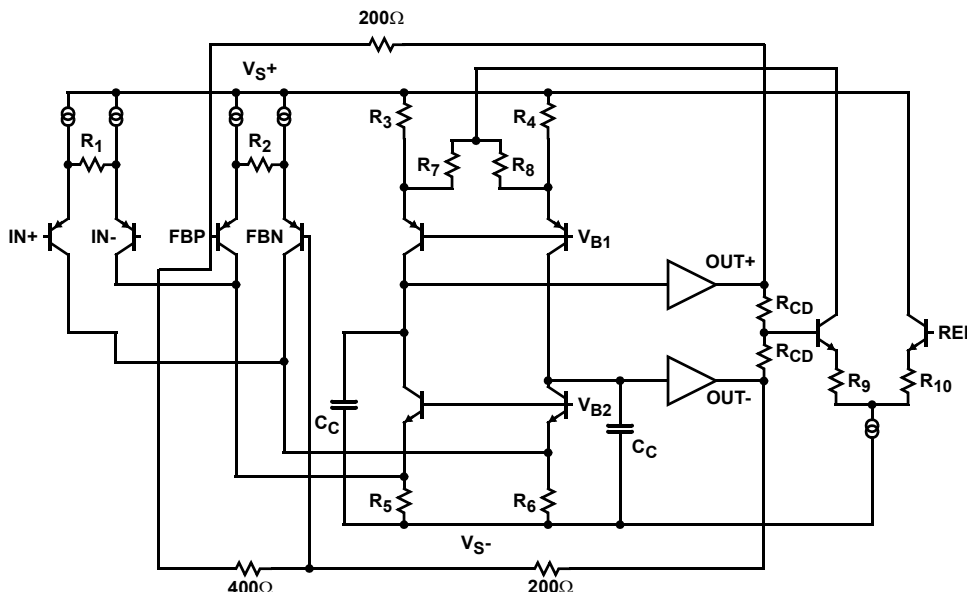 200Ω
VS+
R3
R4
R1
R2
R7
R8
IN+
IN-
FBP
FBN
VB1
OUT+
RCD
REF
RCD
R9
R10
OUT-
VB2
CC
CC
R5
R6
VS-
400Ω
200Ω